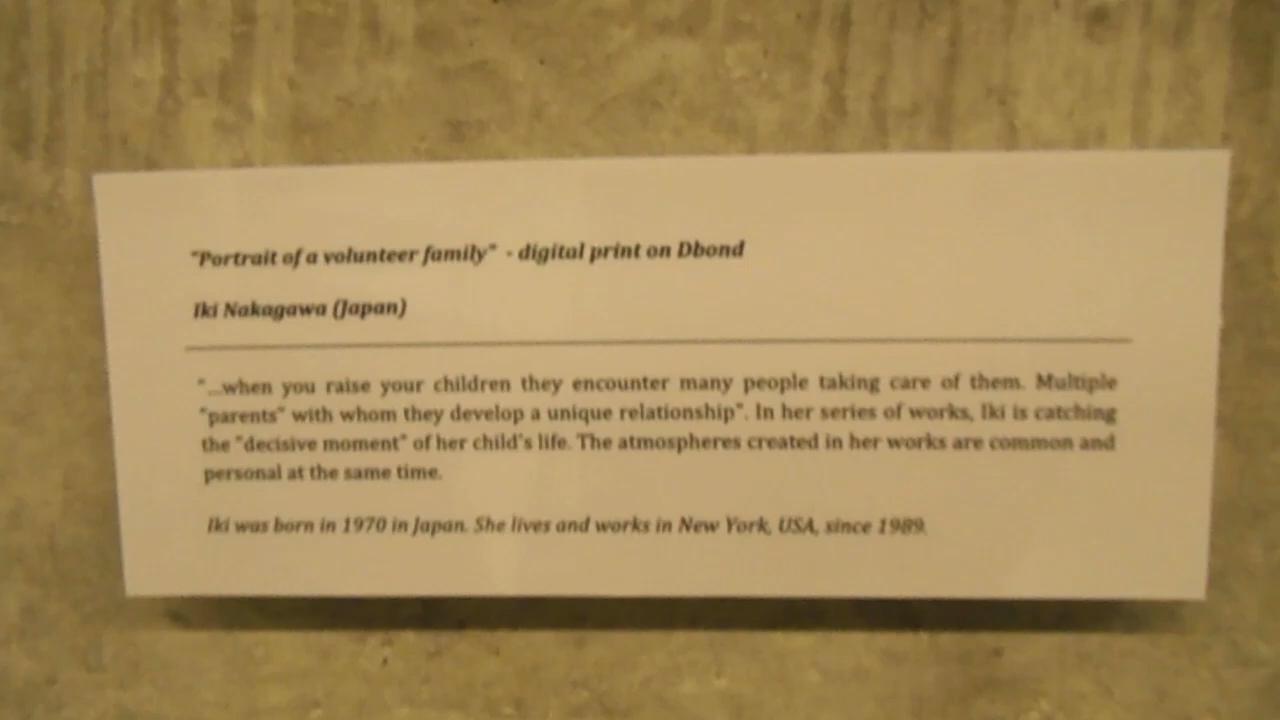 "Portrait of a volunteer family" - digital print on Dbond
Iki Nakagawa (Japan)
"...when you raise your children they encounter many people taking care of them. Multiple
"parents" with whom they develop a unique relationship". In her series of works, Iki is catching
the "decisive moment" of her child's life. The atmospheres created in her works are common and
personal at the same time.
Iki was born in 1970 in Japan. She lives and works in New York, USA, since 1989.